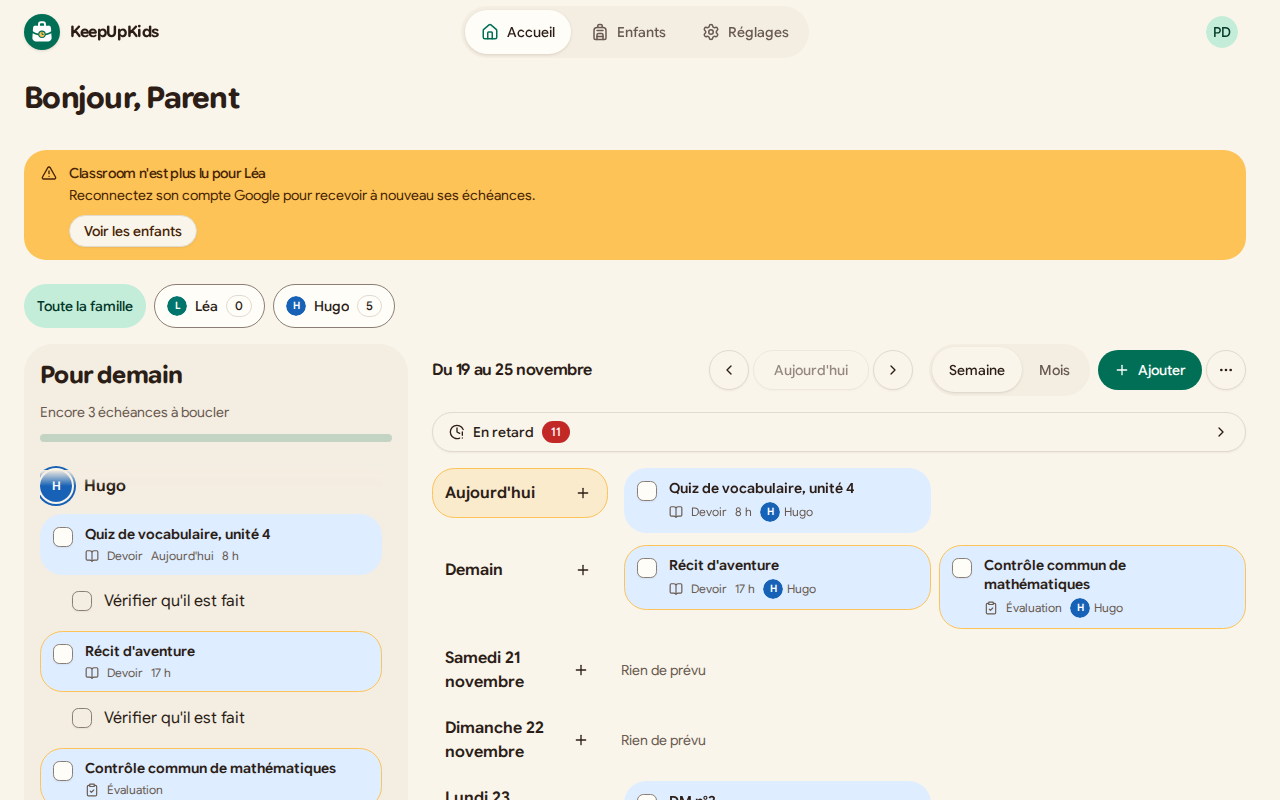 KeepUpKids
Accueil
Enfants
Réglages
PD
Bonjour, Parent
Classroom n'est plus lu pour Léa
Reconnectez son compte Google pour recevoir à nouveau ses échéances.
Voir les enfants
Toute la famille
L Léa 0
H Hugo 5
Pour demain
Encore 3 échéances à boucler
H Hugo
Quiz de vocabulaire, unité 4
Devoir Aujourd'hui 8 h
Vérifier qu'il est fait
Récit d'aventure
Devoir 17 h
Vérifier qu'il est fait
Contrôle commun de mathématiques
Évaluation
Du 19 au 25 novembre
Aujourd'hui
Semaine
Mois
+ Ajouter
En retard 11
Aujourd'hui
Quiz de vocabulaire, unité 4
Devoir 8 h H Hugo
Demain
Récit d'aventure
Devoir 17 h H Hugo
Contrôle commun de
mathématiques
Évaluation H Hugo
Samedi 21
novembre
Rien de prévu
Dimanche 22
novembre
Rien de prévu
Lundi 23
DM n°2